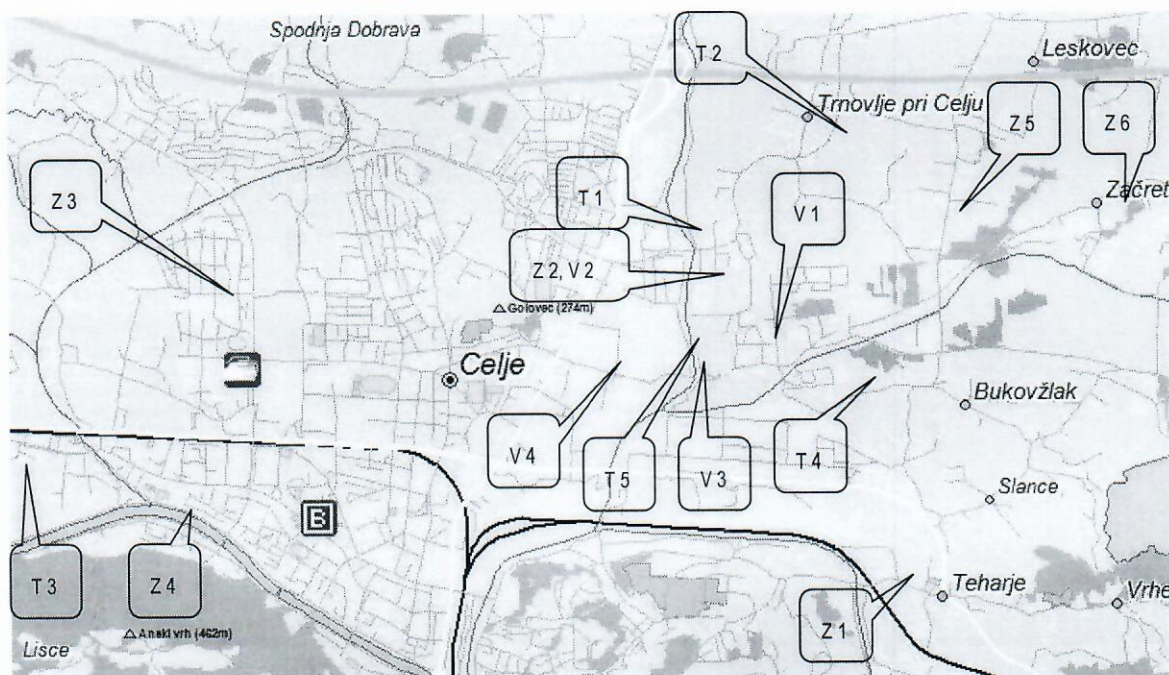 Spodnja Dobrava
T 2
Leskovec
Trnovlje pri Celju
Z 5
Z 6
Z 3
T 1
V 1
Začret
Z 2, V 2
Golovec (274m)
Celje
Bukovžlak
V 4
T 5
V 3
T 4
Slance
B
T 3
Z 4
Teharje
Vrhe
Z 1
Anski vrh (462m)
Lisce